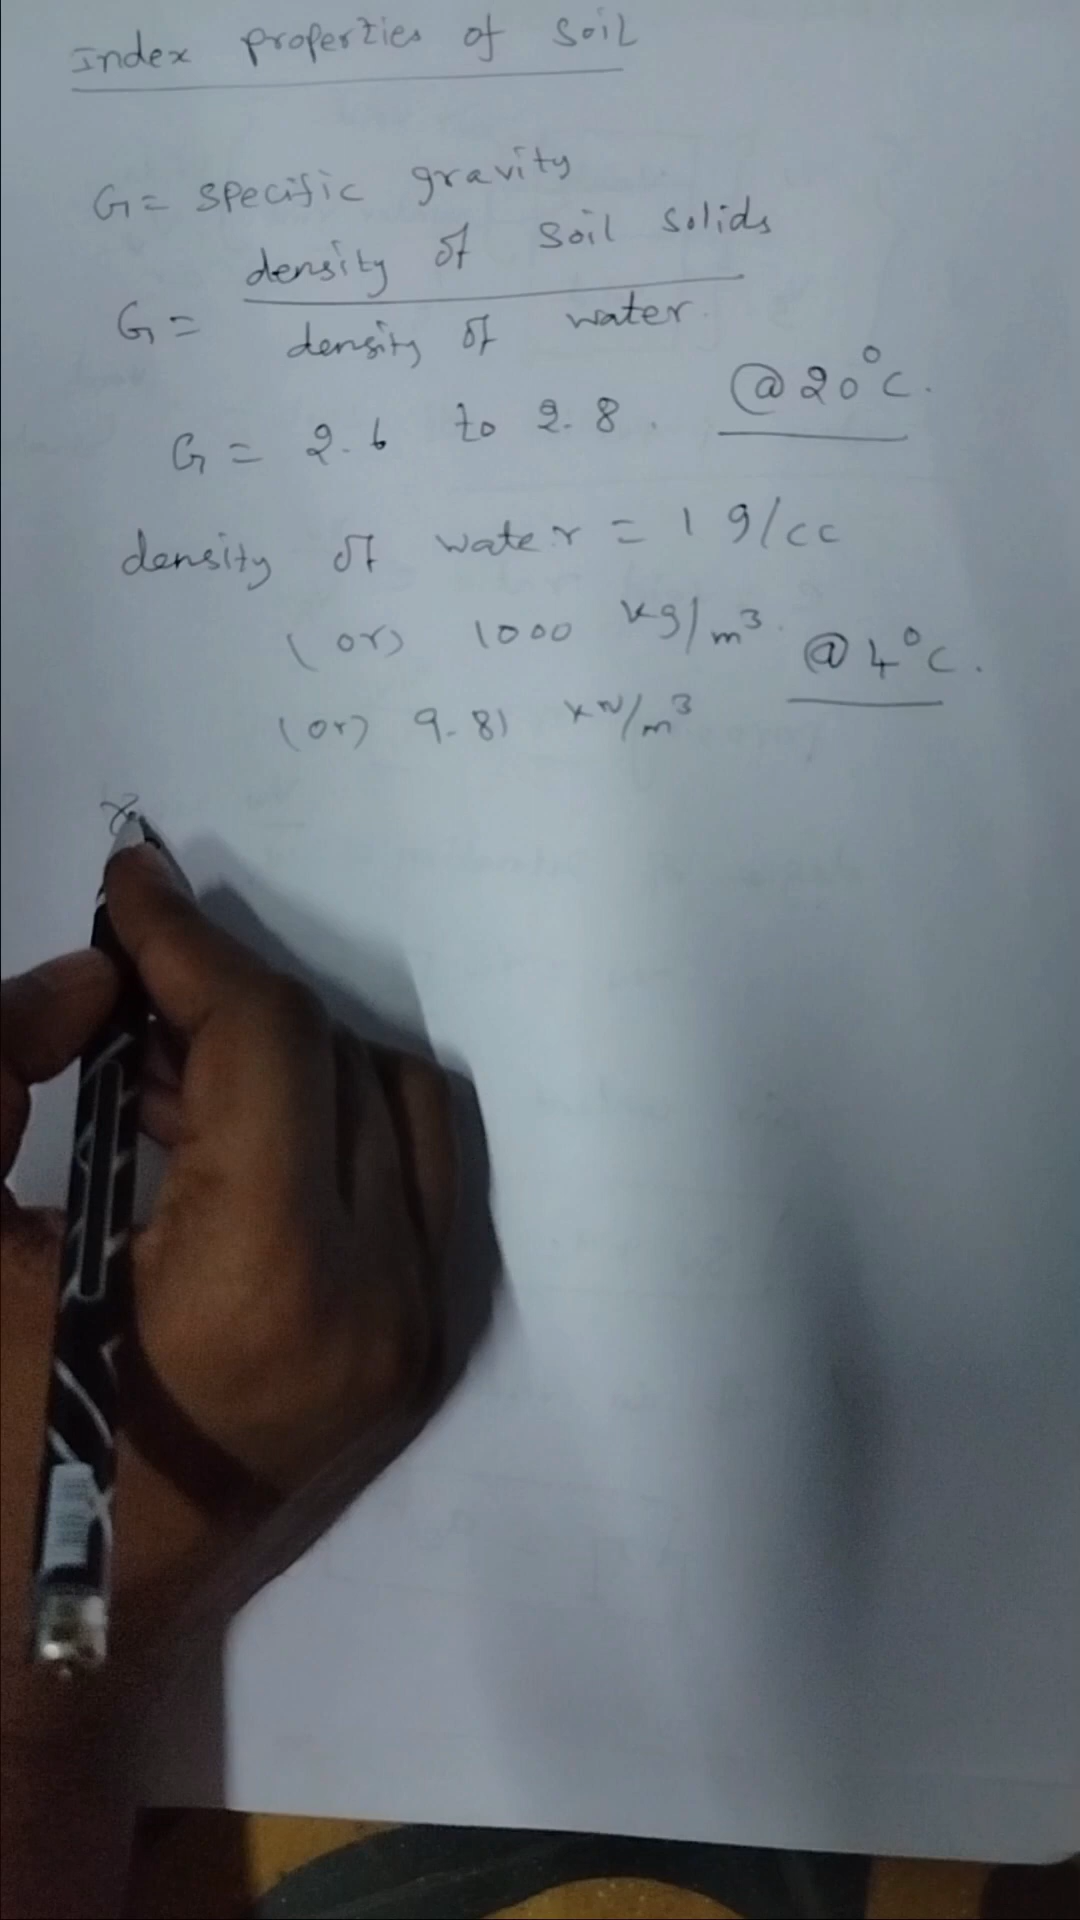 Index properties of soil
G = specific gravity
G = density of soil solids
density of water
G = 2.6 to 2.8. @ 20°C.
density of water = 1 g/cc
(or) 1000 kg/m³. @ 4°C.
(or) 9.81 kN/m³